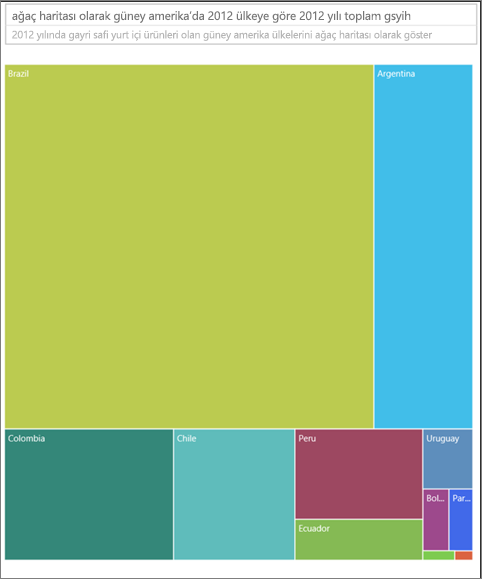 ağaç haritası olarak güney amerika'da 2012 ülkeye göre 2012 yılı toplam gsyih
2012 yılında gayri safi yurt içi ürünleri olan güney amerika ülkelerini ağaç haritası olarak göster
Brazil
Argentina
Colombia
Chile
Peru
Uruguay
Bol...
Par...
Ecuador